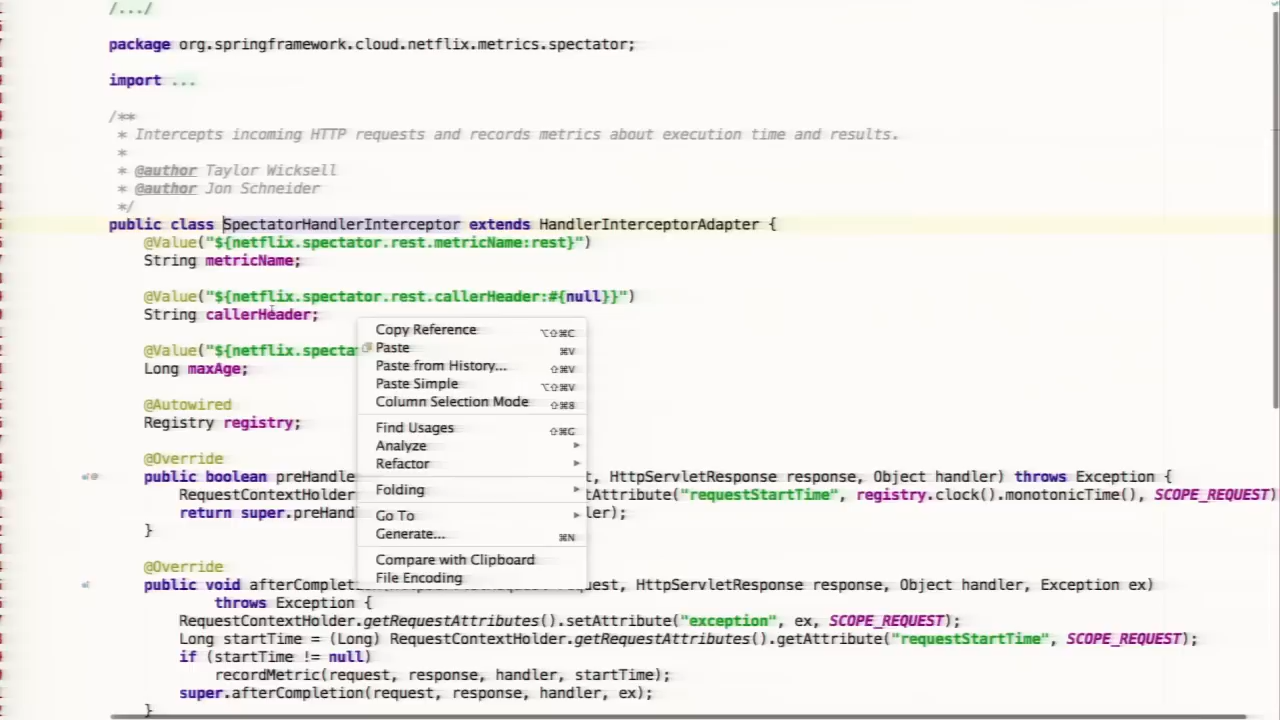 /.../
package org.springframework.cloud.netflix.metrics.spectator;
import ...
/**
* Intercepts incoming HTTP requests and records metrics about execution time and results.
*
* @author Taylor Wicksell
* @author Jon Schneider
*/
public class SpectatorHandlerInterceptor extends HandlerInterceptorAdapter {
@Value("${netflix.spectator.rest.metricName:rest}")
String metricName;
@Value("${netflix.spectator.rest.callerHeader:#{null}}")
String callerHeader;
@Value("${netflix.specta
Long maxAge;
@Autowired
Registry registry;
@Override
public boolean preHandle t, HttpServletResponse response, Object handler) throws Exception {
RequestContextHolder tAttribute("requestStartTime", registry.clock().monotonicTime(), SCOPE_REQUEST)
return super.preHand ler);
}
@Override
public void afterComplet quest, HttpServletResponse response, Object handler, Exception ex)
throws Exception {
RequestContextHolder.getRequestAttributes().setAttribute("exception", ex, SCOPE_REQUEST);
Long startTime = (Long) RequestContextHolder.getRequestAttributes().getAttribute("requestStartTime", SCOPE_REQUEST);
if (startTime != null)
recordMetric(request, response, handler, startTime);
super.afterCompletion(request, response, handler, ex);
}
Copy Reference ⌥⇧⌘C
Paste ⌘V
Paste from History... ⇧⌘V
Paste Simple ⌥⇧⌘V
Column Selection Mode ⇧⌘8
Find Usages ⇧⌘G
Analyze
Refactor
Folding
Go To
Generate... ⌘N
Compare with Clipboard
File Encoding